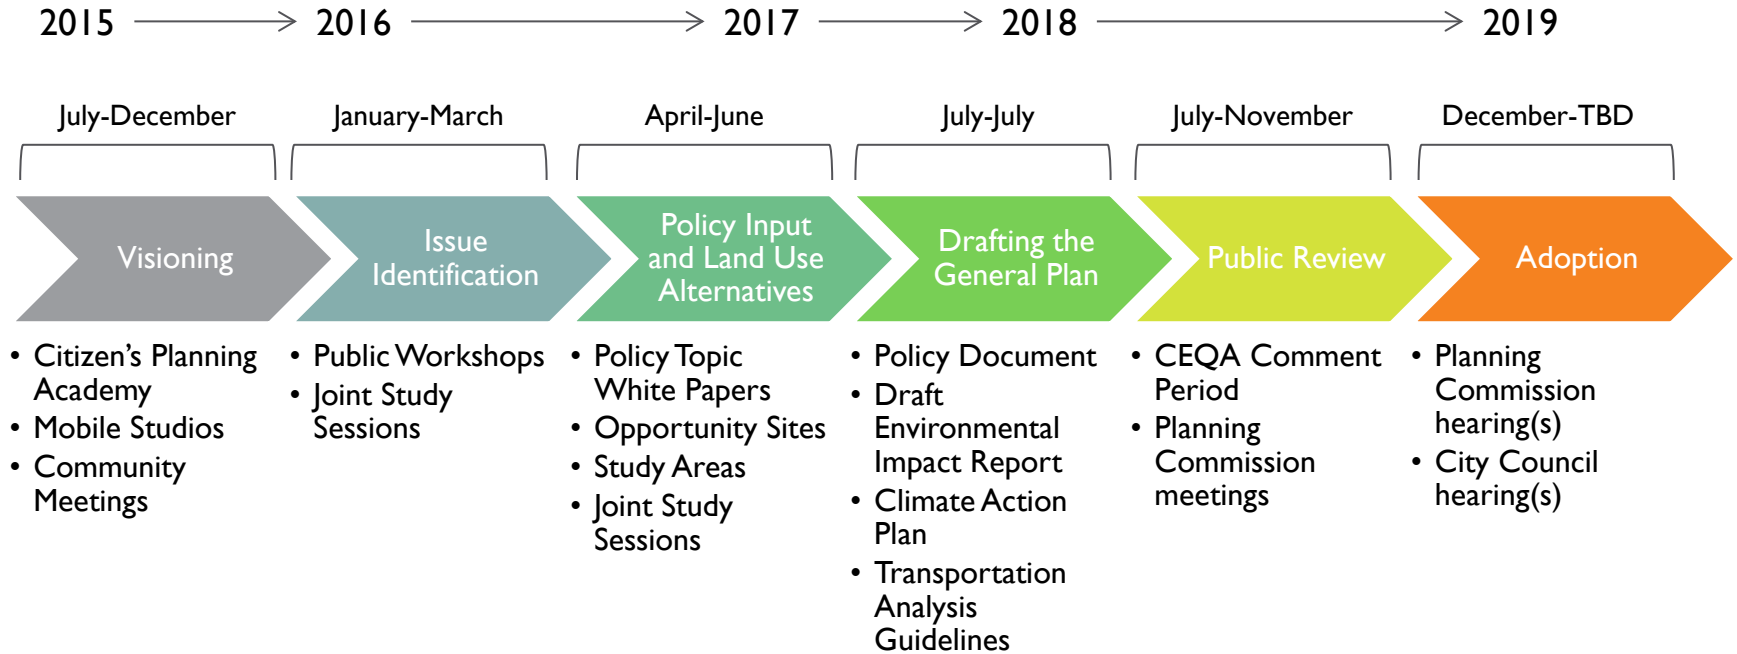 2015 2016 2017 2018 2019
July-December
January-March
April-June
July-July
July-November
December-TBD
Visioning
Issue
Identification
Policy Input
and Land Use
Alternatives
Drafting the
General Plan
Public Review
Adoption
• Citizen’s Planning
Academy
• Mobile Studios
• Community
Meetings
• Public Workshops
• Joint Study
Sessions
• Policy Topic
White Papers
• Opportunity Sites
• Study Areas
• Joint Study
Sessions
• Policy Document
• Draft
Environmental
Impact Report
• Climate Action
Plan
• Transportation
Analysis
Guidelines
• CEQA Comment
Period
• Planning
Commission
meetings
• Planning
Commission
hearing(s)
• City Council
hearing(s)